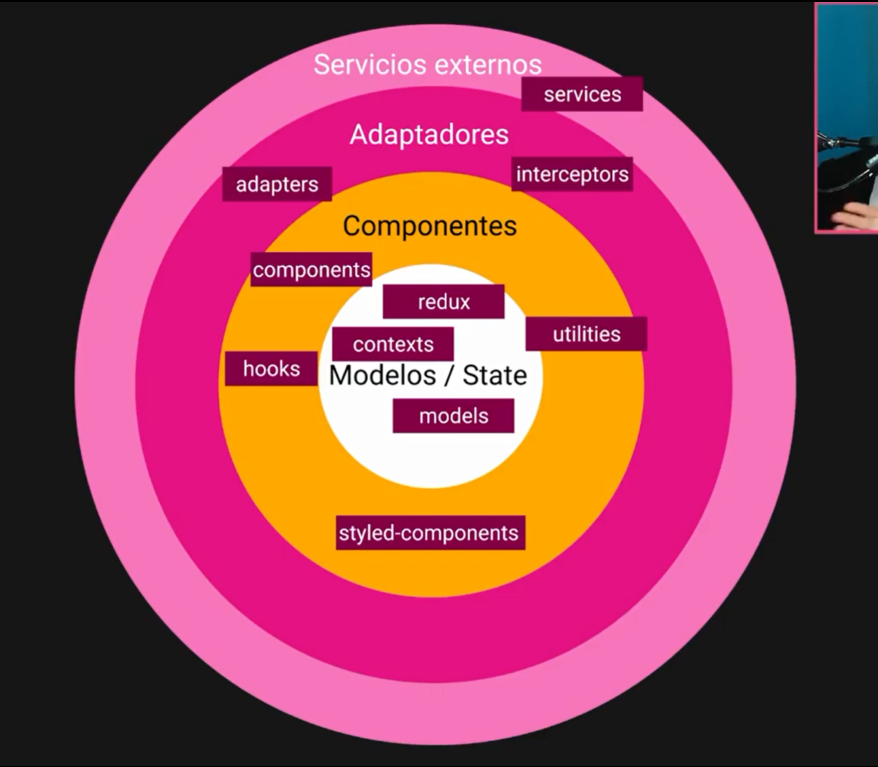 Servicios externos
services
Adaptadores
interceptors
adapters
Componentes
components
redux
utilities
contexts
hooks
Modelos / State
models
styled-components